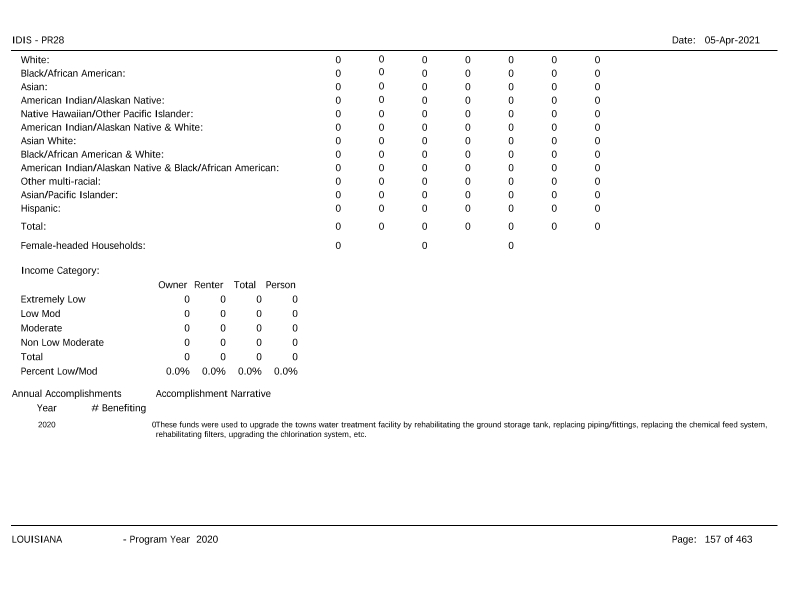 IDIS - PR28 Date: 05-Apr-2021
White: 0 0 0 0 0 0 0
Black/African American: 0 0 0 0 0 0 0
Asian: 0 0 0 0 0 0 0
American Indian/Alaskan Native: 0 0 0 0 0 0 0
Native Hawaiian/Other Pacific Islander: 0 0 0 0 0 0 0
American Indian/Alaskan Native & White: 0 0 0 0 0 0 0
Asian White: 0 0 0 0 0 0 0
Black/African American & White: 0 0 0 0 0 0 0
American Indian/Alaskan Native & Black/African American: 0 0 0 0 0 0 0
Other multi-racial: 0 0 0 0 0 0 0
Asian/Pacific Islander: 0 0 0 0 0 0 0
Hispanic: 0 0 0 0 0 0 0
Total: 0 0 0 0 0 0 0
Female-headed Households: 0 0 0
Income Category:
Owner Renter Total Person
Extremely Low 0 0 0 0
Low Mod 0 0 0 0
Moderate 0 0 0 0
Non Low Moderate 0 0 0 0
Total 0 0 0 0
Percent Low/Mod 0.0% 0.0% 0.0% 0.0%
Annual Accomplishments Accomplishment Narrative
Year # Benefiting
2020 0These funds were used to upgrade the towns water treatment facility by rehabilitating the ground storage tank, replacing piping/fittings, replacing the chemical feed system,
rehabilitating filters, upgrading the chlorination system, etc.
LOUISIANA - Program Year 2020 Page: 157 of 463